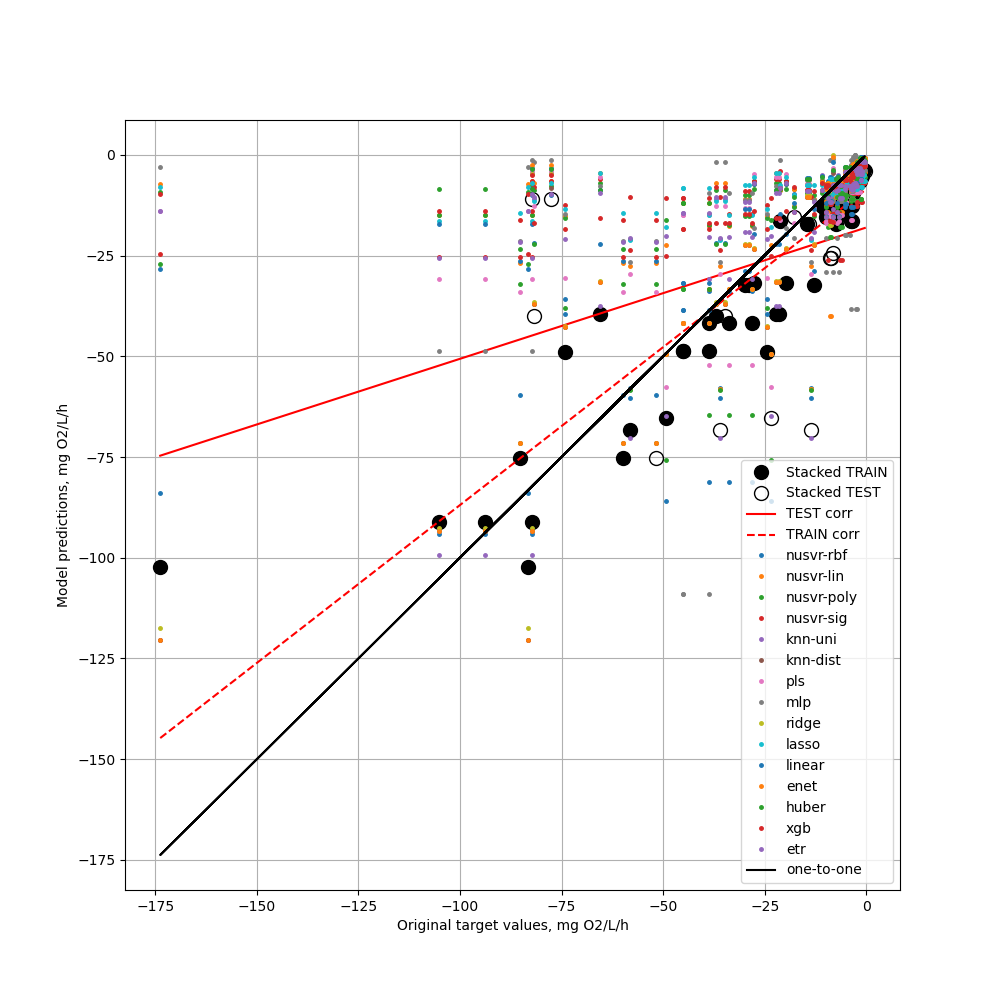 0
−25
−50
−75
−100
−125
−150
−175
Model predictions, mg O2/L/h
−175
−150
−125
−100
−75
−50
−25
0
Original target values, mg O2/L/h
Stacked TRAIN
Stacked TEST
TEST corr
TRAIN corr
nusvr-rbf
nusvr-lin
nusvr-poly
nusvr-sig
knn-uni
knn-dist
pls
mlp
ridge
lasso
linear
enet
huber
xgb
etr
one-to-one